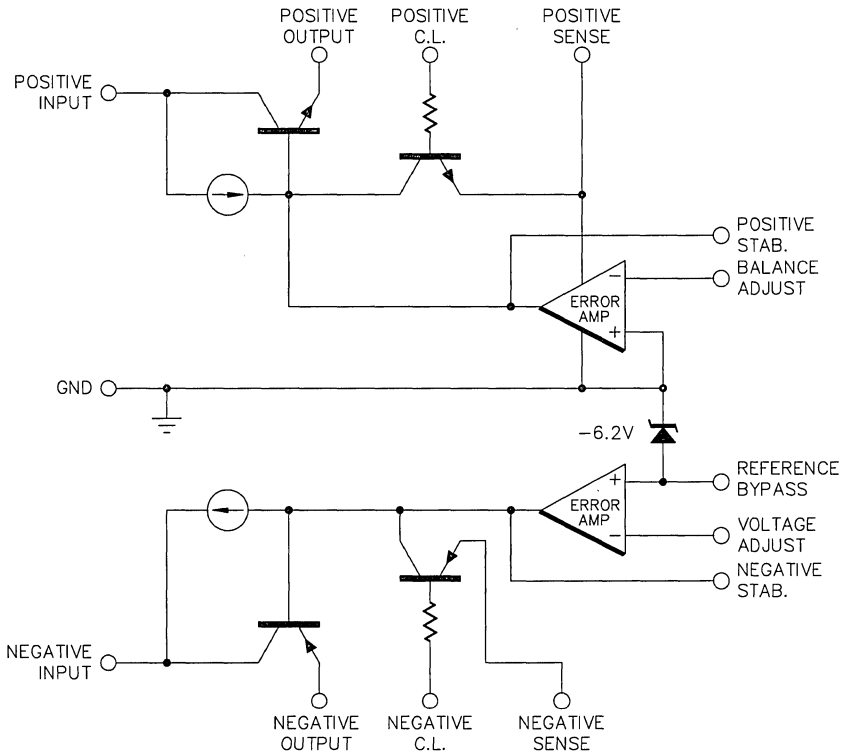 POSITIVE
OUTPUT
POSITIVE
C.L.
POSITIVE
SENSE
POSITIVE
INPUT
POSITIVE
STAB.
BALANCE
ADJUST
−
ERROR
AMP
+
GND
−6.2V
REFERENCE
BYPASS
+
ERROR
AMP
−
VOLTAGE
ADJUST
NEGATIVE
STAB.
NEGATIVE
INPUT
NEGATIVE
OUTPUT
NEGATIVE
C.L.
NEGATIVE
SENSE